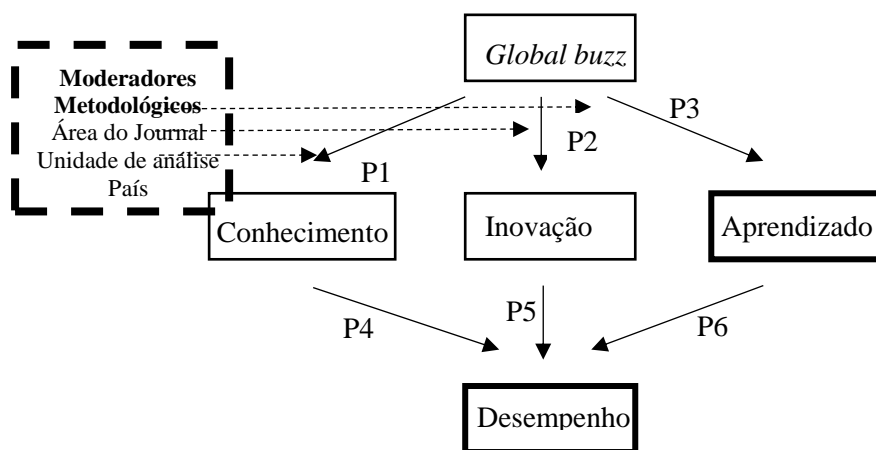 Global buzz
Moderadores
Metodológicos
Área do Journal
Unidade de análise
País
P3
P2
P1
Conhecimento
Inovação
Aprendizado
P4
P5
P6
Desempenho